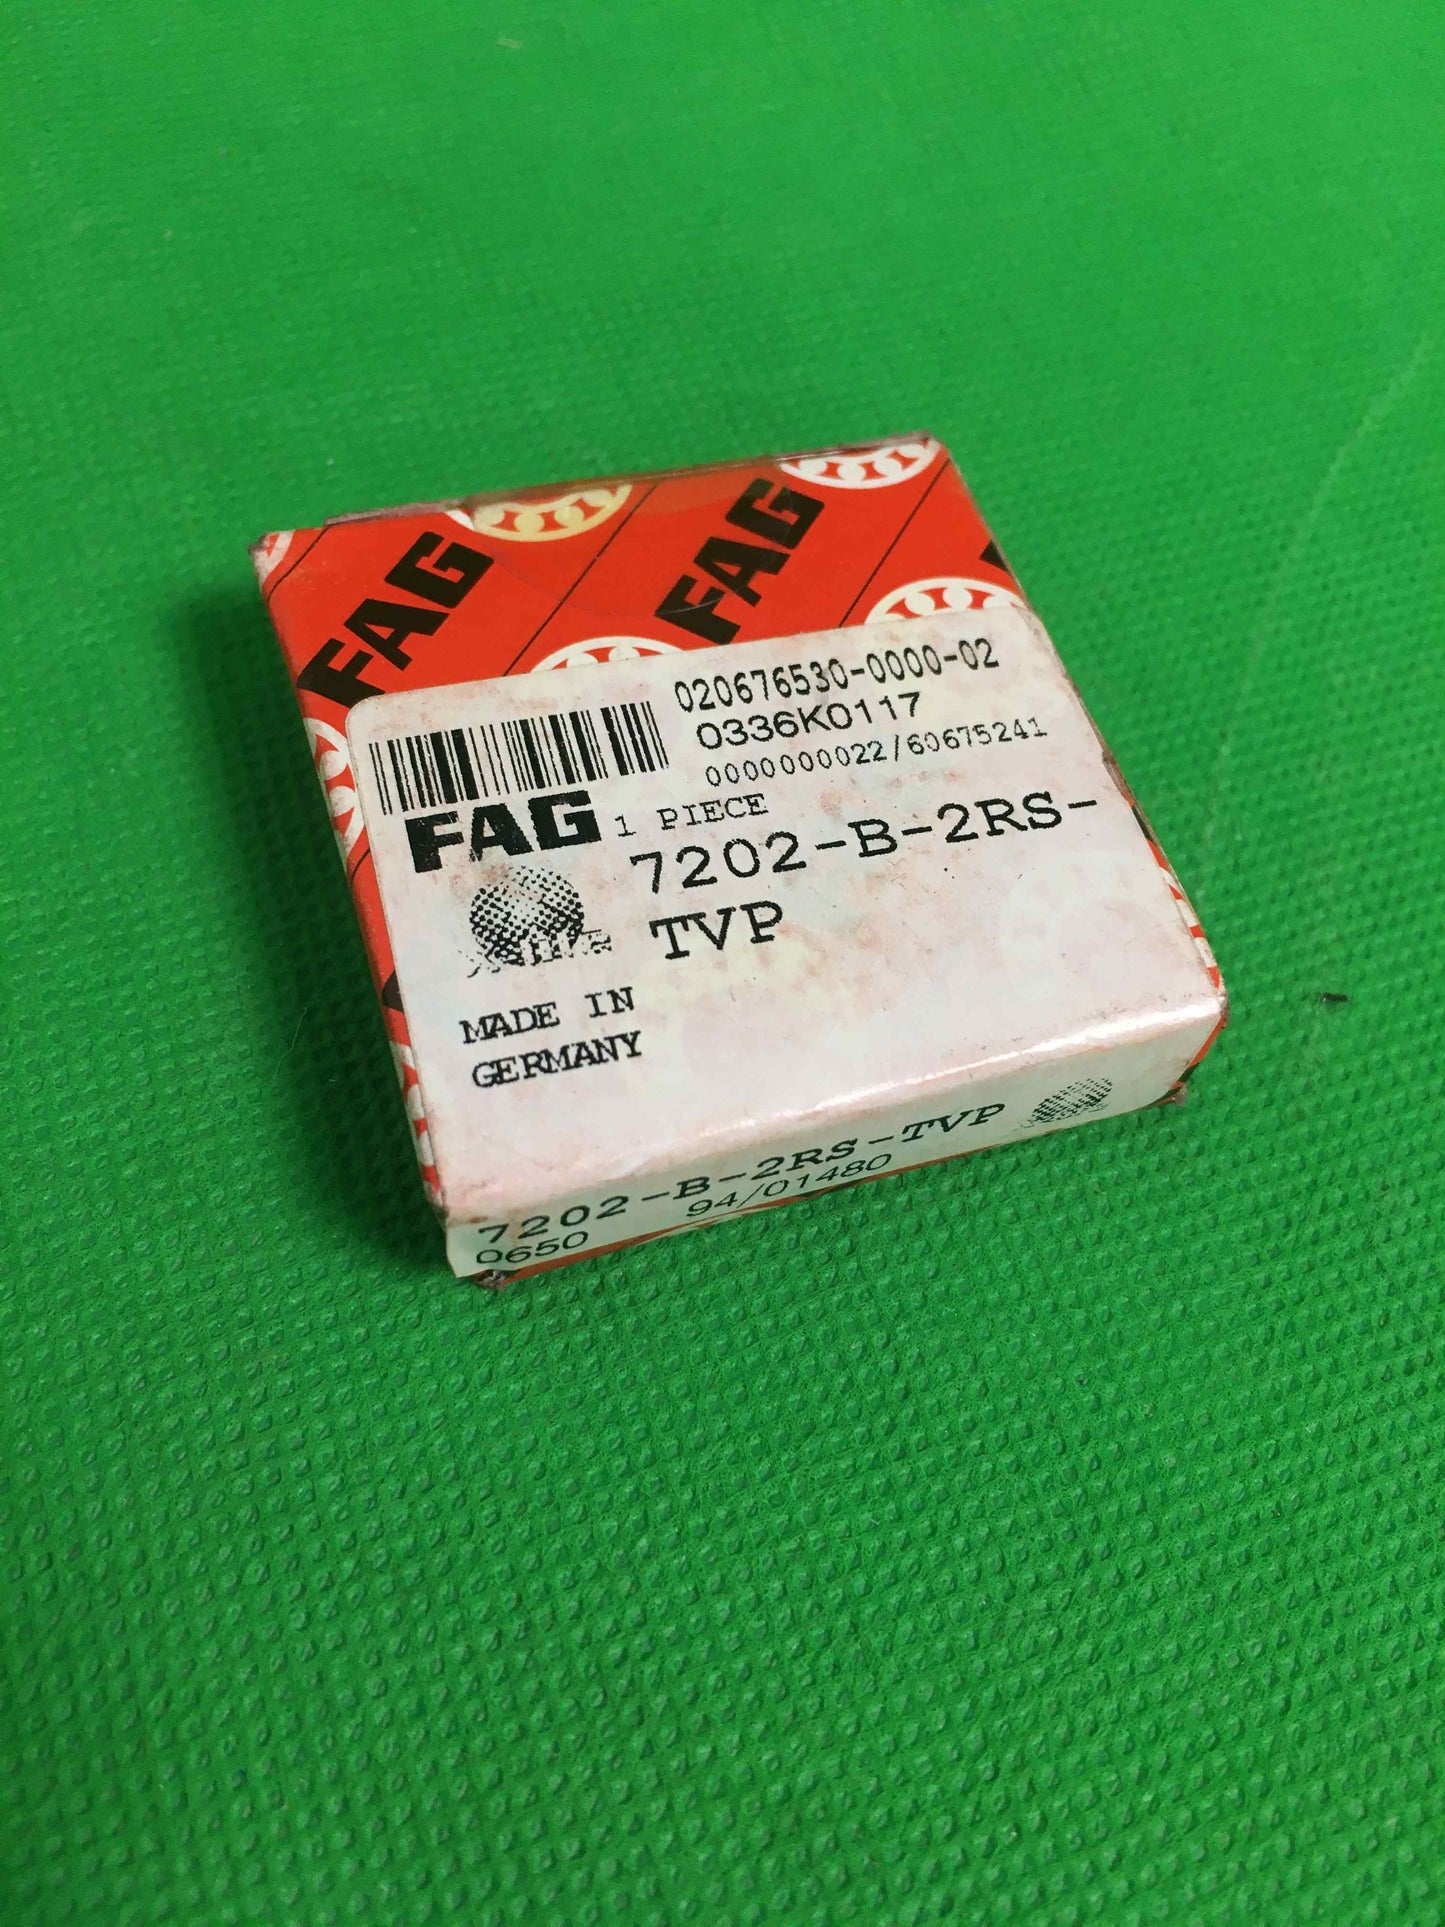 FAG
FAG
020676530-0000-02
0336K0117
0000000022/60675241
FAG 1 PIECE
7202-B-2RS-
TVP
MADE IN
GERMANY
7202-B-2RS-TVP
0650 94/01480